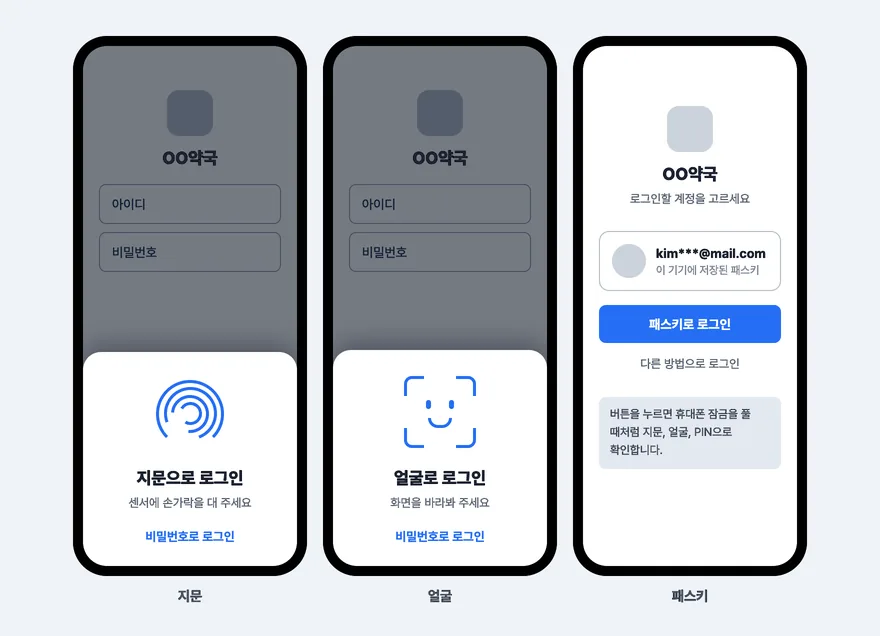 OO약국
아이디
비밀번호
지문으로 로그인
센서에 손가락을 대 주세요
비밀번호로 로그인
지문
OO약국
아이디
비밀번호
얼굴로 로그인
화면을 바라봐 주세요
비밀번호로 로그인
얼굴
OO약국
로그인할 계정을 고르세요
kim***@mail.com
이 기기에 저장된 패스키
패스키로 로그인
다른 방법으로 로그인
버튼을 누르면 휴대폰 잠금을 풀
때처럼 지문, 얼굴, PIN으로
확인합니다.
패스키